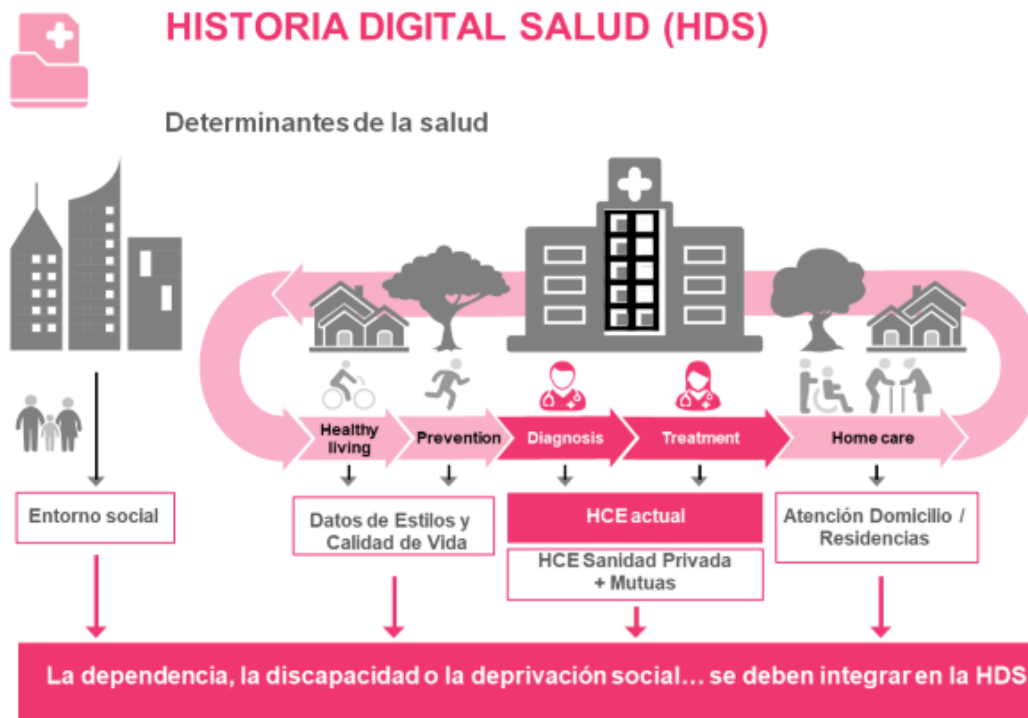 HISTORIA DIGITAL SALUD (HDS)
Determinantes de la salud
Healthy
living
Prevention
Diagnosis
Treatment
Home care
Entorno social
Datos de Estilos y
Calidad de Vida
HCE actual
HCE Sanidad Privada
+ Mutuas
Atención Domicilio /
Residencias
La dependencia, la discapacidad o la deprivación social... se deben integrar en la HDS